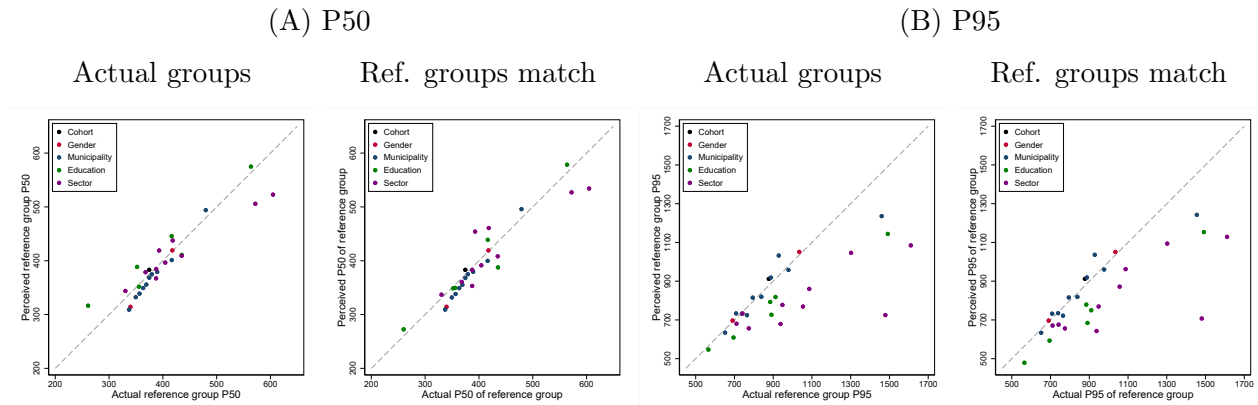 (A) P50
(B) P95
Actual groups
Ref. groups match
Actual groups
Ref. groups match
Perceived reference group P50
600
500
400
300
200
Cohort
Gender
Municipality
Education
Sector
200 300 400 500 600
Actual reference group P50
Perceived P50 of reference group
600
500
400
300
200
Cohort
Gender
Municipality
Education
Sector
200 300 400 500 600
Actual P50 of reference group
Perceived reference group P95
1700
1500
1300
1100
900
700
500
Cohort
Gender
Municipality
Education
Sector
500 700 900 1100 1300 1500 1700
Actual reference group P95
Perceived P95 of reference group
1700
1500
1300
1100
900
700
500
Cohort
Gender
Municipality
Education
Sector
500 700 900 1100 1300 1500 1700
Actual P95 of reference group